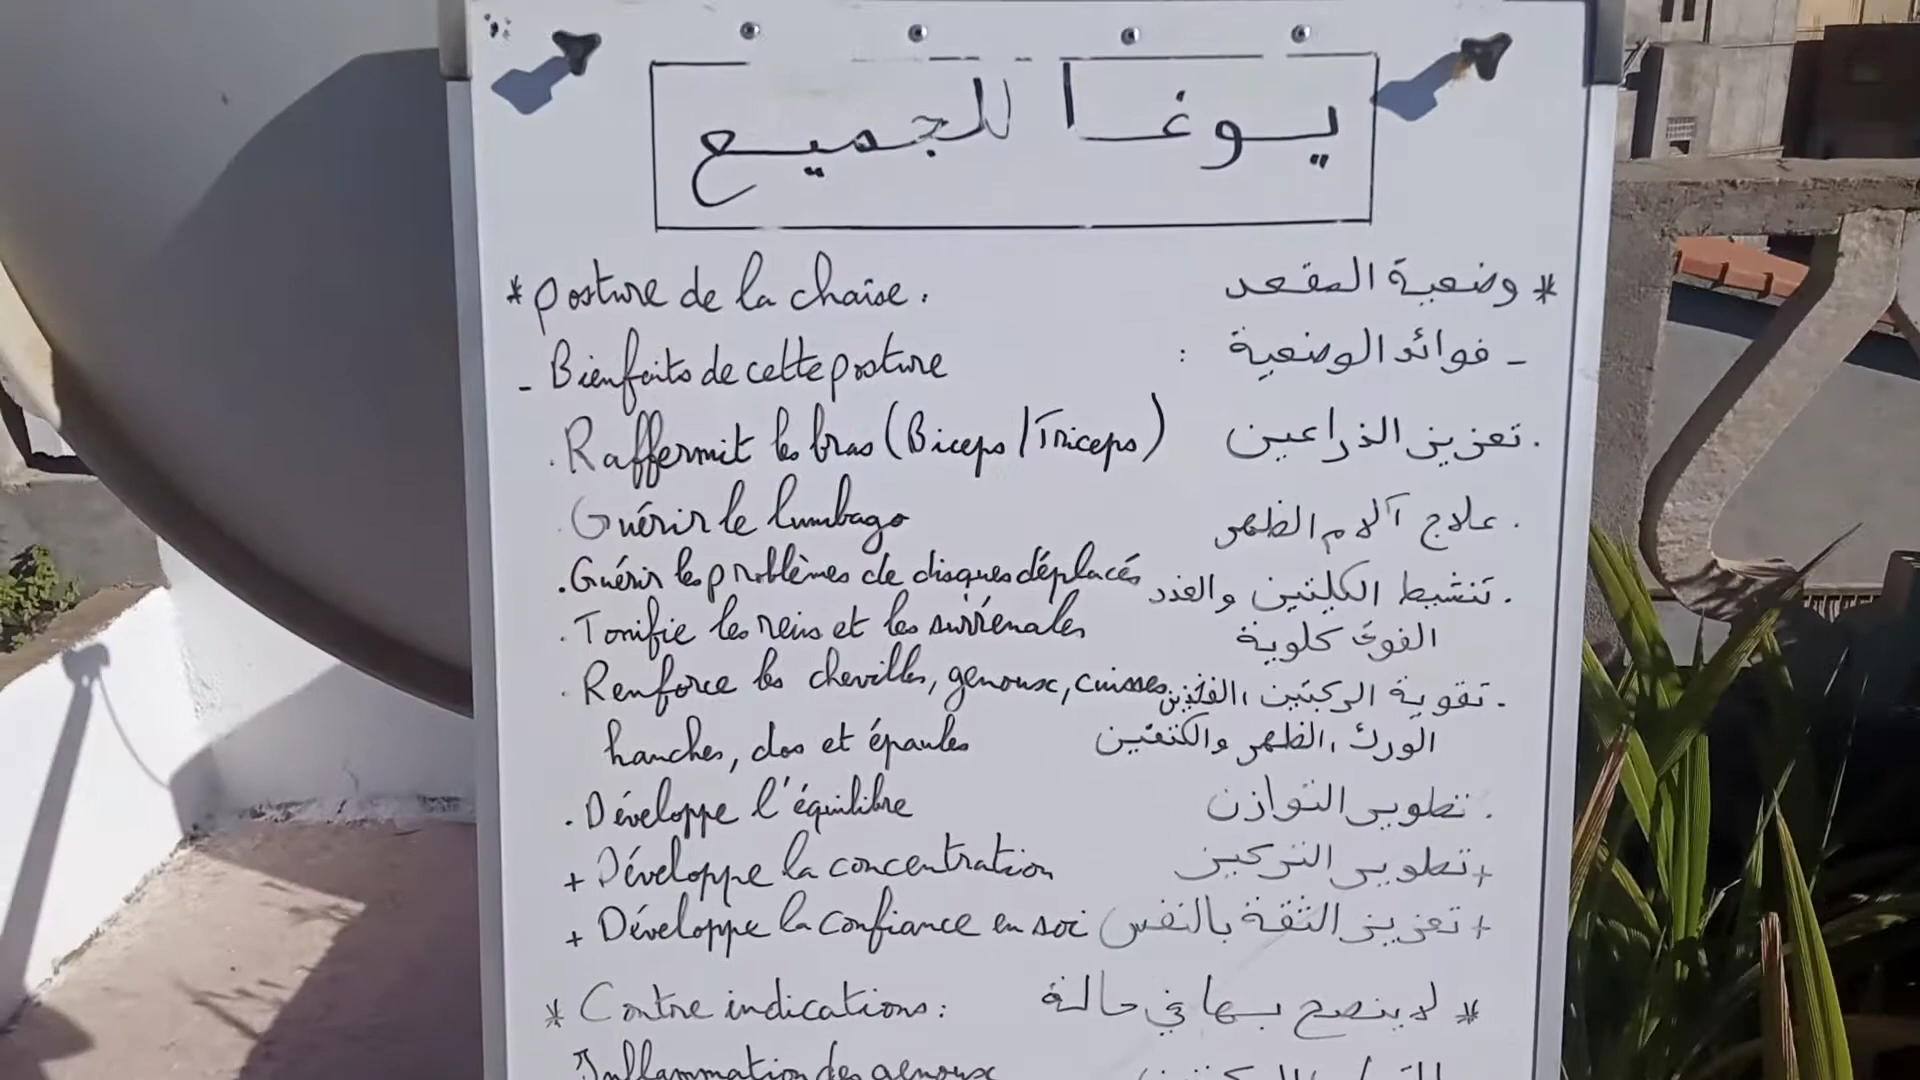 يوغا للجميع
* posture de la chaise. * وضعية المقعد
- Bienfaits de cette posture - فوائد الوضعية :
. Raffermit les bras (Biceps / Triceps) . تعزيز الذراعين
. Guérir le lumbago . علاج آلام الظهر
. Guérir les problèmes de disques déplacés . تنشيط الكليتين والغدد
. Tonifie les reins et les surrénales الفوق كلوية
. Renforce les chevilles, genoux, cuisses, . تقوية الركبتين، الفخذين،
hanches, dos et épaules الورك، الظهر والكتفين
. Développe l'équilibre . تطوير التوازن
+ Développe la concentration + تطوير التركيز
+ Développe la confiance en soi + تعزيز الثقة بالنفس
* Contre indications : * لا ينصح بها في حالة
Inflammation des genoux